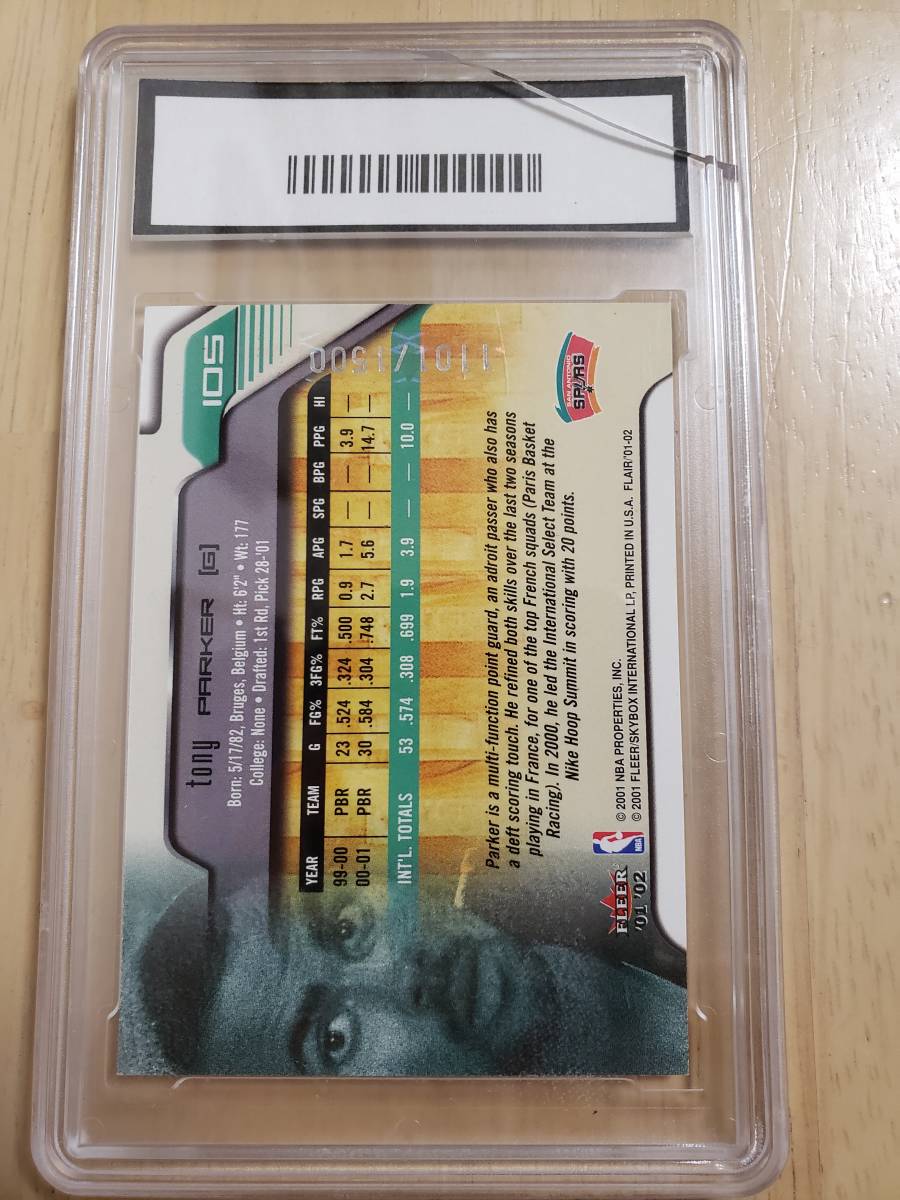 105
tony PARKER [G]
Born: 5/17/82, Bruges, Belgium • Ht: 6'2" • Wt: 177
College: None • Drafted: 1st Rd, Pick 28-'01
1101/1500
YEAR TEAM G FG% 3FG% FT% RPG APG SPG BPG PPG HI
99-00 PBR 23 .524 .324 .500 0.9 1.7 — — 3.9 —
00-01 PBR 30 .584 .304 .748 2.7 5.6 — — 14.7 —
INT'L. TOTALS 53 .574 .308 .699 1.9 3.9 — — 10.0 —
Parker is a multi-function point guard, an adroit passer who also has
a deft scoring touch. He refined both skills over the last two seasons
playing in France, for one of the top French squads (Paris Basket
Racing). In 2000, he led the International Select Team at the
Nike Hoop Summit in scoring with 20 points.
SAN ANTONIO
SPURS
FLEER
'01 '02
NBA
© 2001 NBA PROPERTIES, INC.
© 2001 FLEER/SKYBOX INTERNATIONAL LP, PRINTED IN U.S.A. FLAIR '01-02